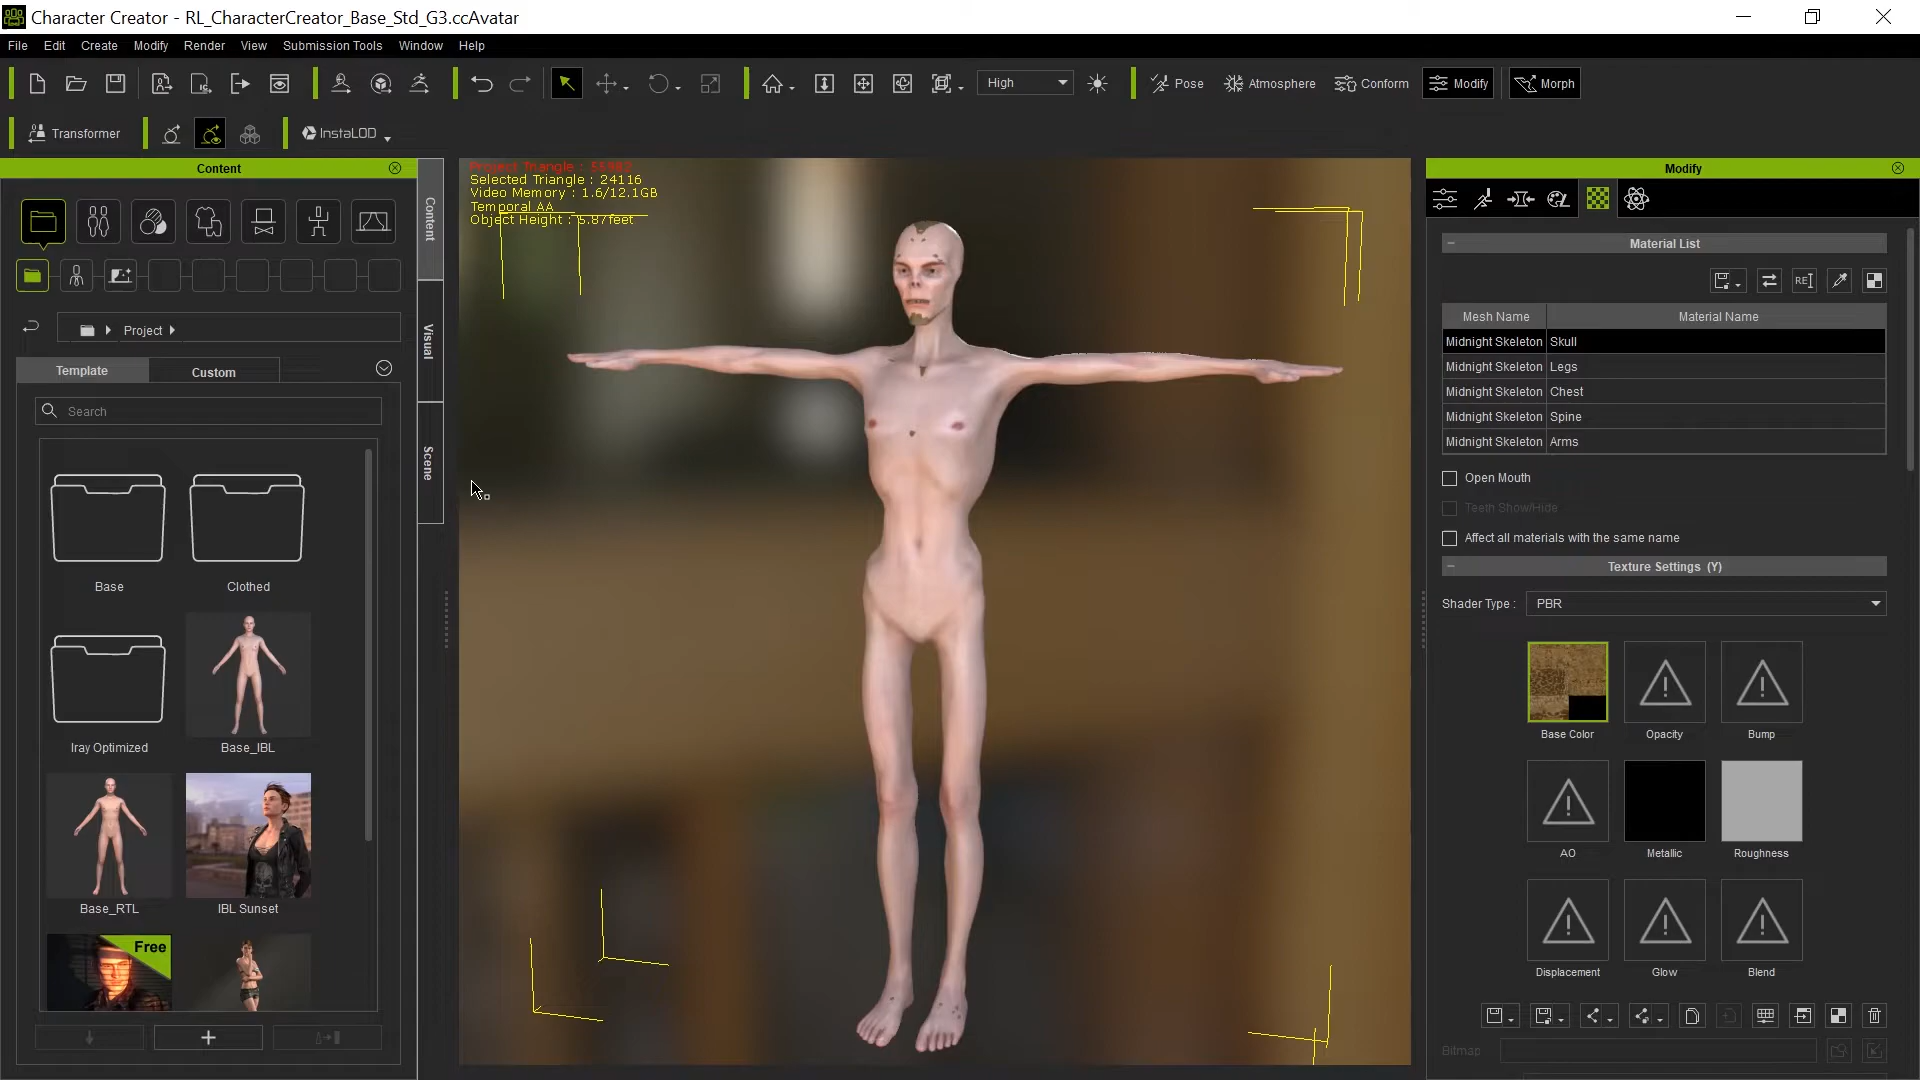 Character Creator - RL_CharacterCreator_Base_Std_G3.ccAvatar
File Edit Create Modify Render View Submission Tools Window Help
High Pose Atmosphere Conform Modify Morph
Transformer InstaLOD
Content
Project
Template Custom
Search
Base Clothed
Iray Optimized Base_IBL
Base_RTL IBL Sunset
Free
Content
Visual
Scene
Project Triangle : 55982
Selected Triangle : 24116
Video Memory : 1.6/12.1GB
Temporal AA
Object Height : 5.87feet
Modify
Material List
REI
Mesh Name Material Name
Midnight Skeleton Skull
Midnight Skeleton Legs
Midnight Skeleton Chest
Midnight Skeleton Spine
Midnight Skeleton Arms
Open Mouth
Teeth Show/Hide
Affect all materials with the same name
Texture Settings (Y)
Shader Type : PBR
Base Color Opacity Bump
AO Metallic Roughness
Displacement Glow Blend
Bitmap